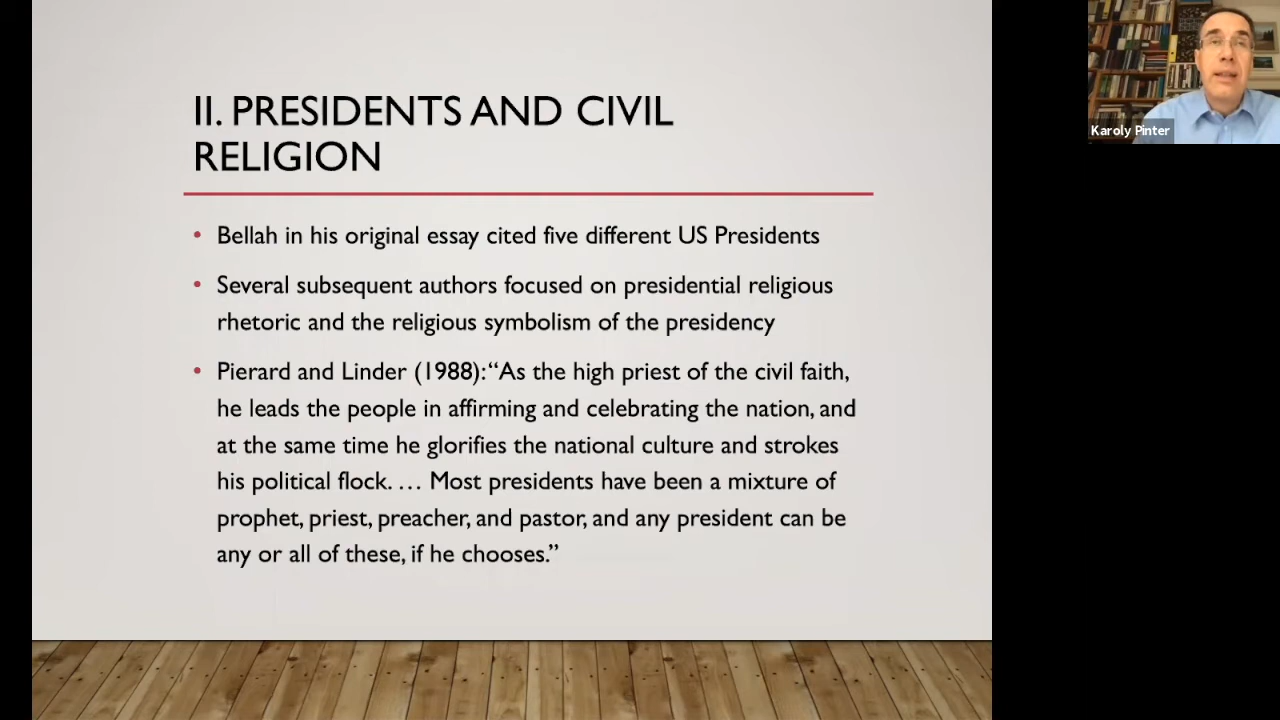 II. PRESIDENTS AND CIVIL
RELIGION
• Bellah in his original essay cited five different US Presidents
• Several subsequent authors focused on presidential religious
rhetoric and the religious symbolism of the presidency
• Pierard and Linder (1988): “As the high priest of the civil faith,
he leads the people in affirming and celebrating the nation, and
at the same time he glorifies the national culture and strokes
his political flock. … Most presidents have been a mixture of
prophet, priest, preacher, and pastor, and any president can be
any or all of these, if he chooses.”
Karoly Pinter